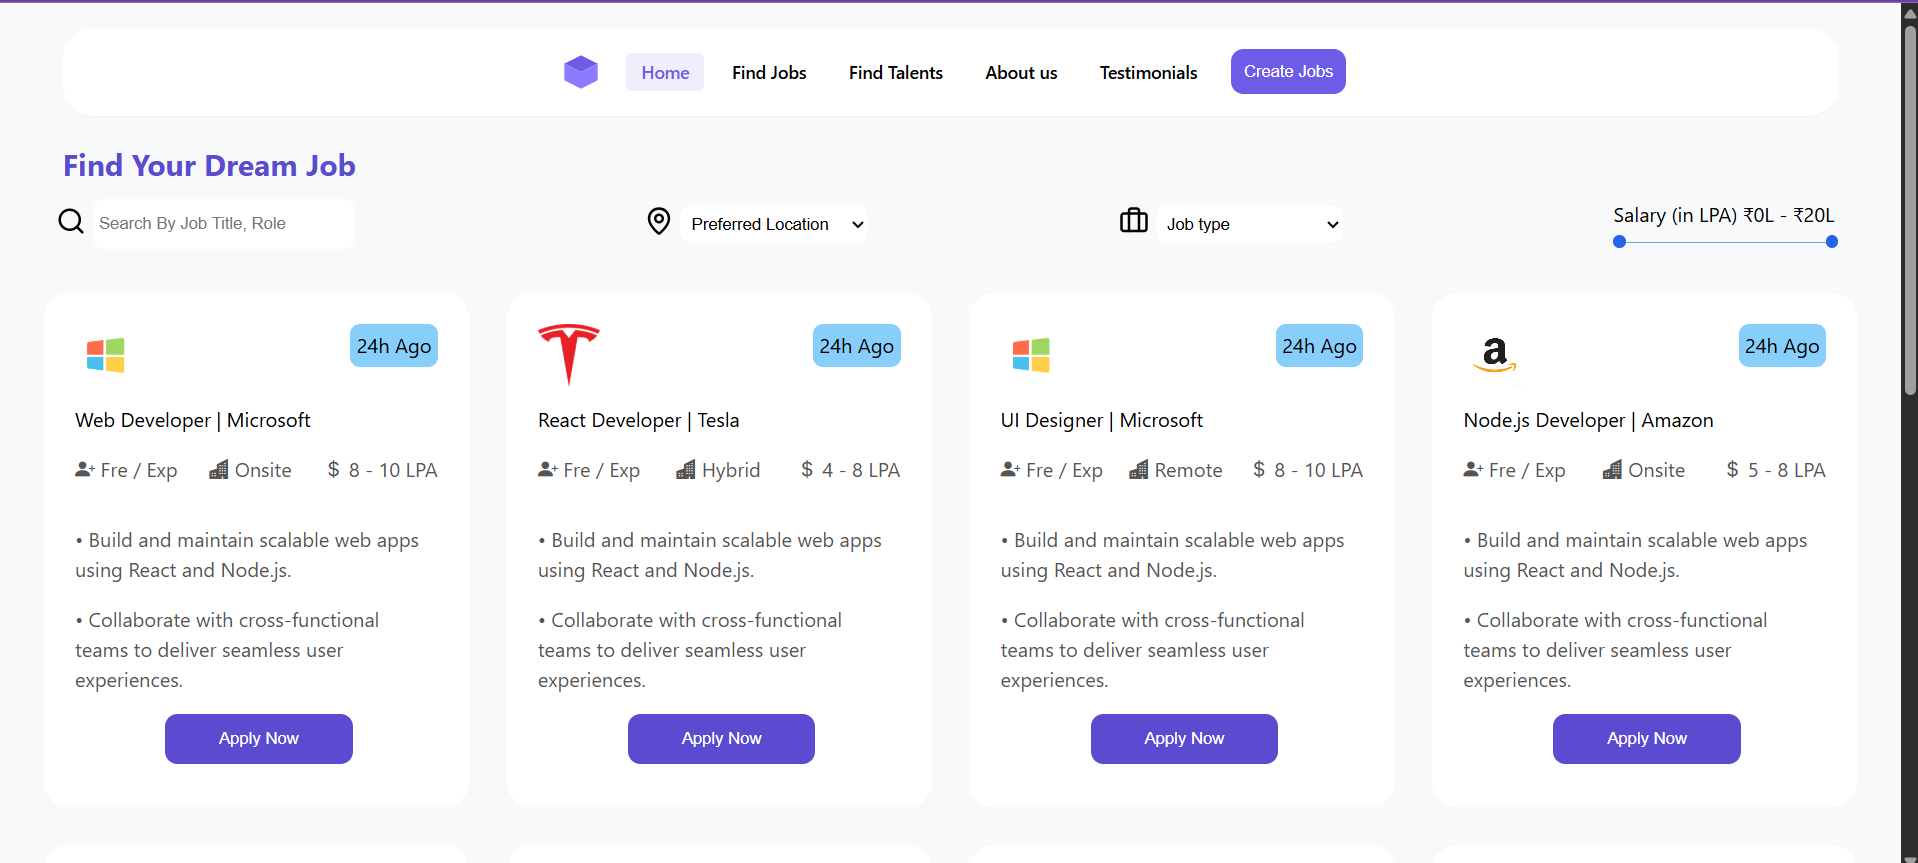 Home Find Jobs Find Talents About us Testimonials Create Jobs
Find Your Dream Job
Search By Job Title, Role
Preferred Location
Job type
Salary (in LPA) ₹0L - ₹20L
24h Ago
Web Developer | Microsoft
Fre / Exp Onsite $ 8 - 10 LPA
• Build and maintain scalable web apps
using React and Node.js.
• Collaborate with cross-functional
teams to deliver seamless user
experiences.
Apply Now
24h Ago
React Developer | Tesla
Fre / Exp Hybrid $ 4 - 8 LPA
• Build and maintain scalable web apps
using React and Node.js.
• Collaborate with cross-functional
teams to deliver seamless user
experiences.
Apply Now
24h Ago
UI Designer | Microsoft
Fre / Exp Remote $ 8 - 10 LPA
• Build and maintain scalable web apps
using React and Node.js.
• Collaborate with cross-functional
teams to deliver seamless user
experiences.
Apply Now
a
24h Ago
Node.js Developer | Amazon
Fre / Exp Onsite $ 5 - 8 LPA
• Build and maintain scalable web apps
using React and Node.js.
• Collaborate with cross-functional
teams to deliver seamless user
experiences.
Apply Now